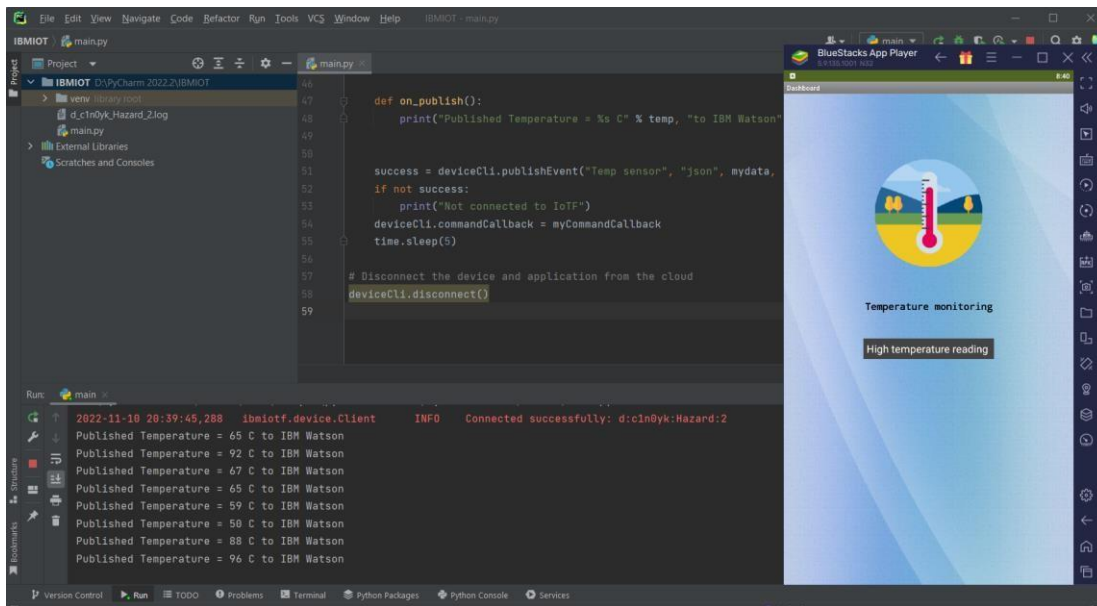 File Edit View Navigate Code Refactor Run Tools VCS Window Help IBMIOT - main.py
IBMIOT main.py
main
Project
main.py
IBMIOT D:\PyCharm 2022.2\IBMIOT
venv library root
d_c1n0yk_Hazard_2.log
main.py
External Libraries
Scratches and Consoles
46
47 def on_publish():
48 print("Published Temperature = %s C" % temp, "to IBM Watson"
49
50
51 success = deviceCli.publishEvent("Temp sensor", "json", mydata,
52 if not success:
53 print("Not connected to IoTF")
54 deviceCli.commandCallback = myCommandCallback
55 time.sleep(5)
56
57 # Disconnect the device and application from the cloud
58 deviceCli.disconnect()
59
BlueStacks App Player
8:40
Dashboard
Temperature monitoring
High temperature reading
Run: main
2022-11-10 20:39:45,288 ibmiotf.device.Client INFO Connected successfully: d:c1n0yk:Hazard:2
Published Temperature = 65 C to IBM Watson
Published Temperature = 92 C to IBM Watson
Published Temperature = 67 C to IBM Watson
Published Temperature = 65 C to IBM Watson
Published Temperature = 59 C to IBM Watson
Published Temperature = 50 C to IBM Watson
Published Temperature = 88 C to IBM Watson
Published Temperature = 96 C to IBM Watson
Project
Structure
Bookmarks
Version Control Run TODO Problems Terminal Python Packages Python Console Services